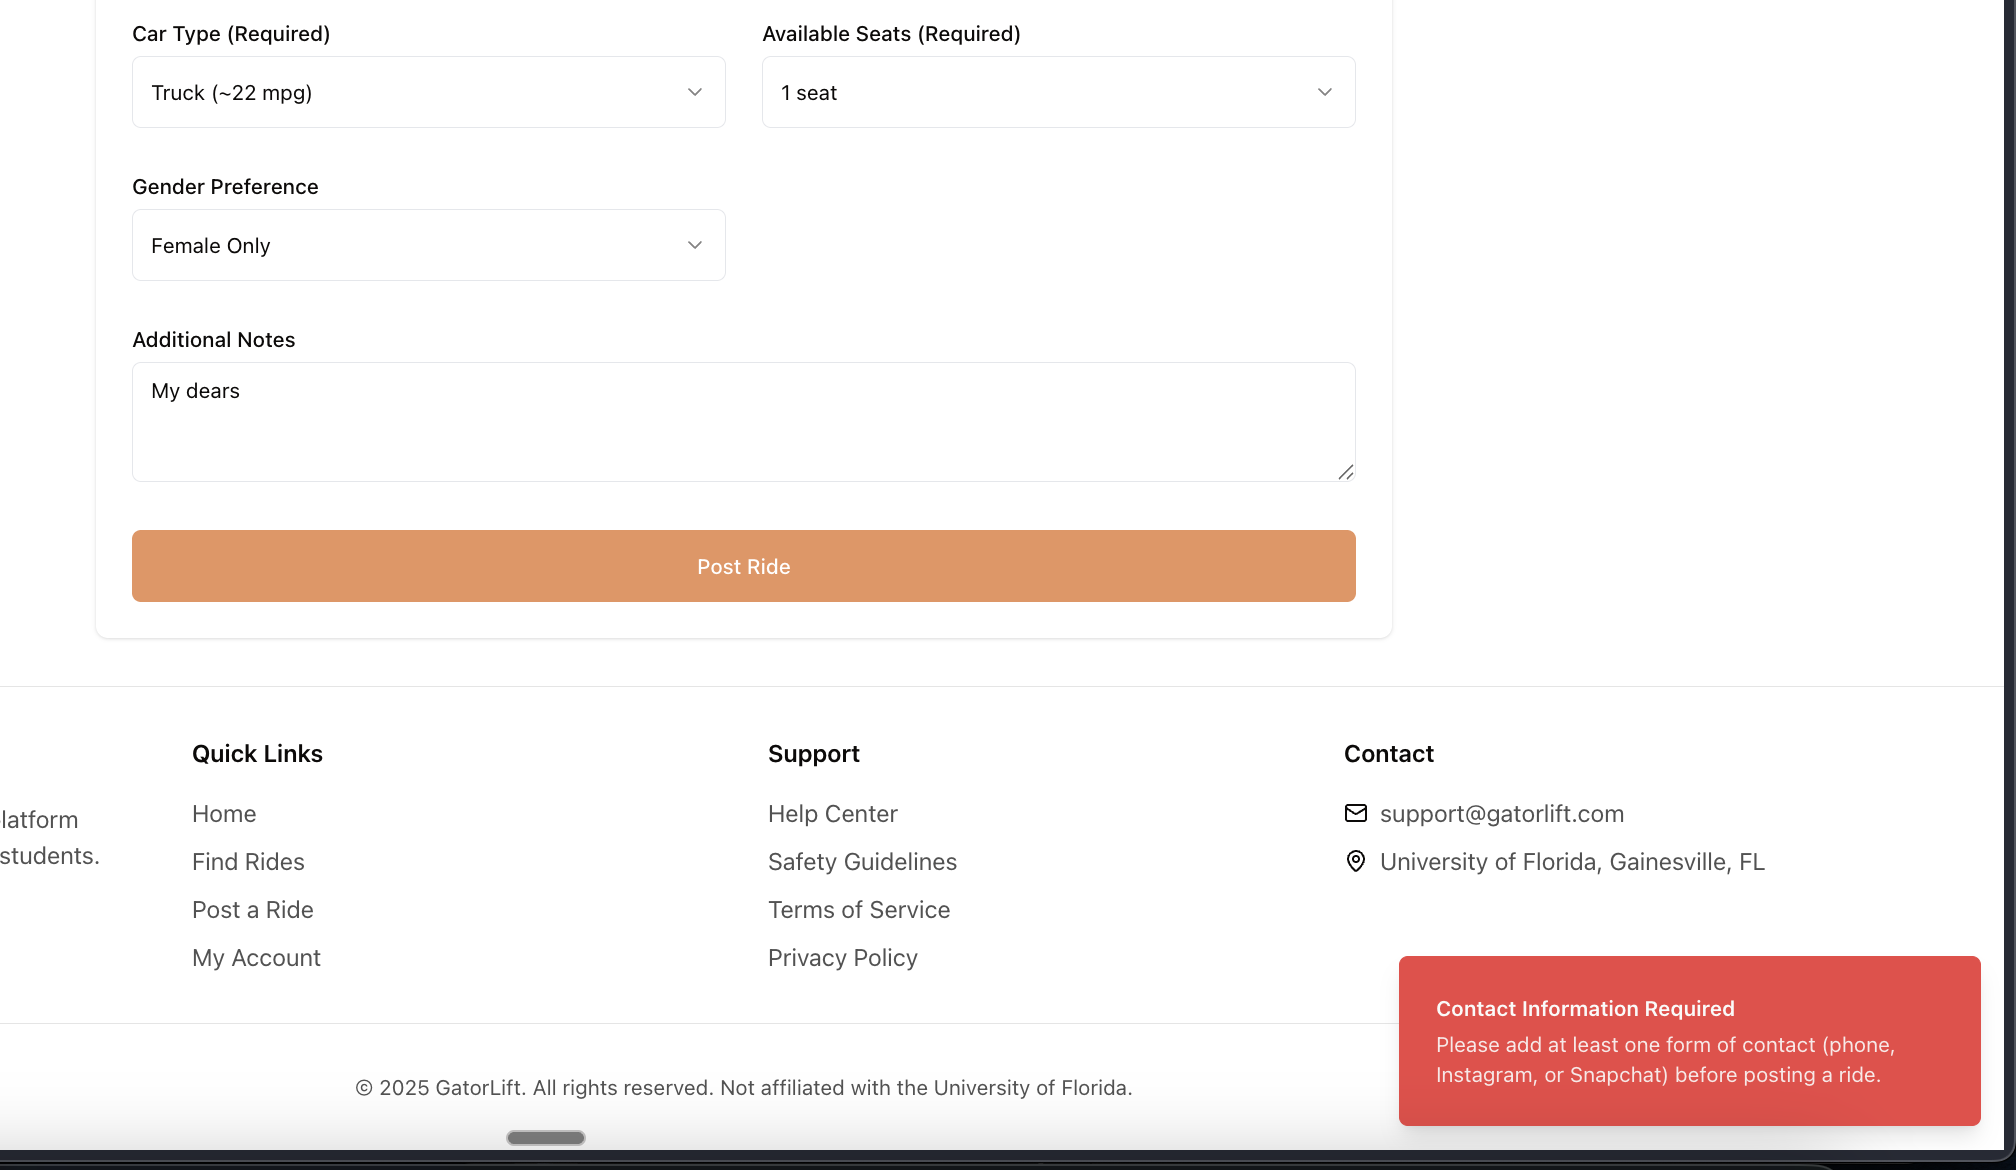 Car Type (Required)
Available Seats (Required)
Truck (~22 mpg)
1 seat
Gender Preference
Female Only
Additional Notes
My dears
Post Ride
latform
students.
Quick Links
Home
Find Rides
Post a Ride
My Account
Support
Help Center
Safety Guidelines
Terms of Service
Privacy Policy
Contact
support@gatorlift.com
University of Florida, Gainesville, FL
Contact Information Required
Please add at least one form of contact (phone,
Instagram, or Snapchat) before posting a ride.
© 2025 GatorLift. All rights reserved. Not affiliated with the University of Florida.